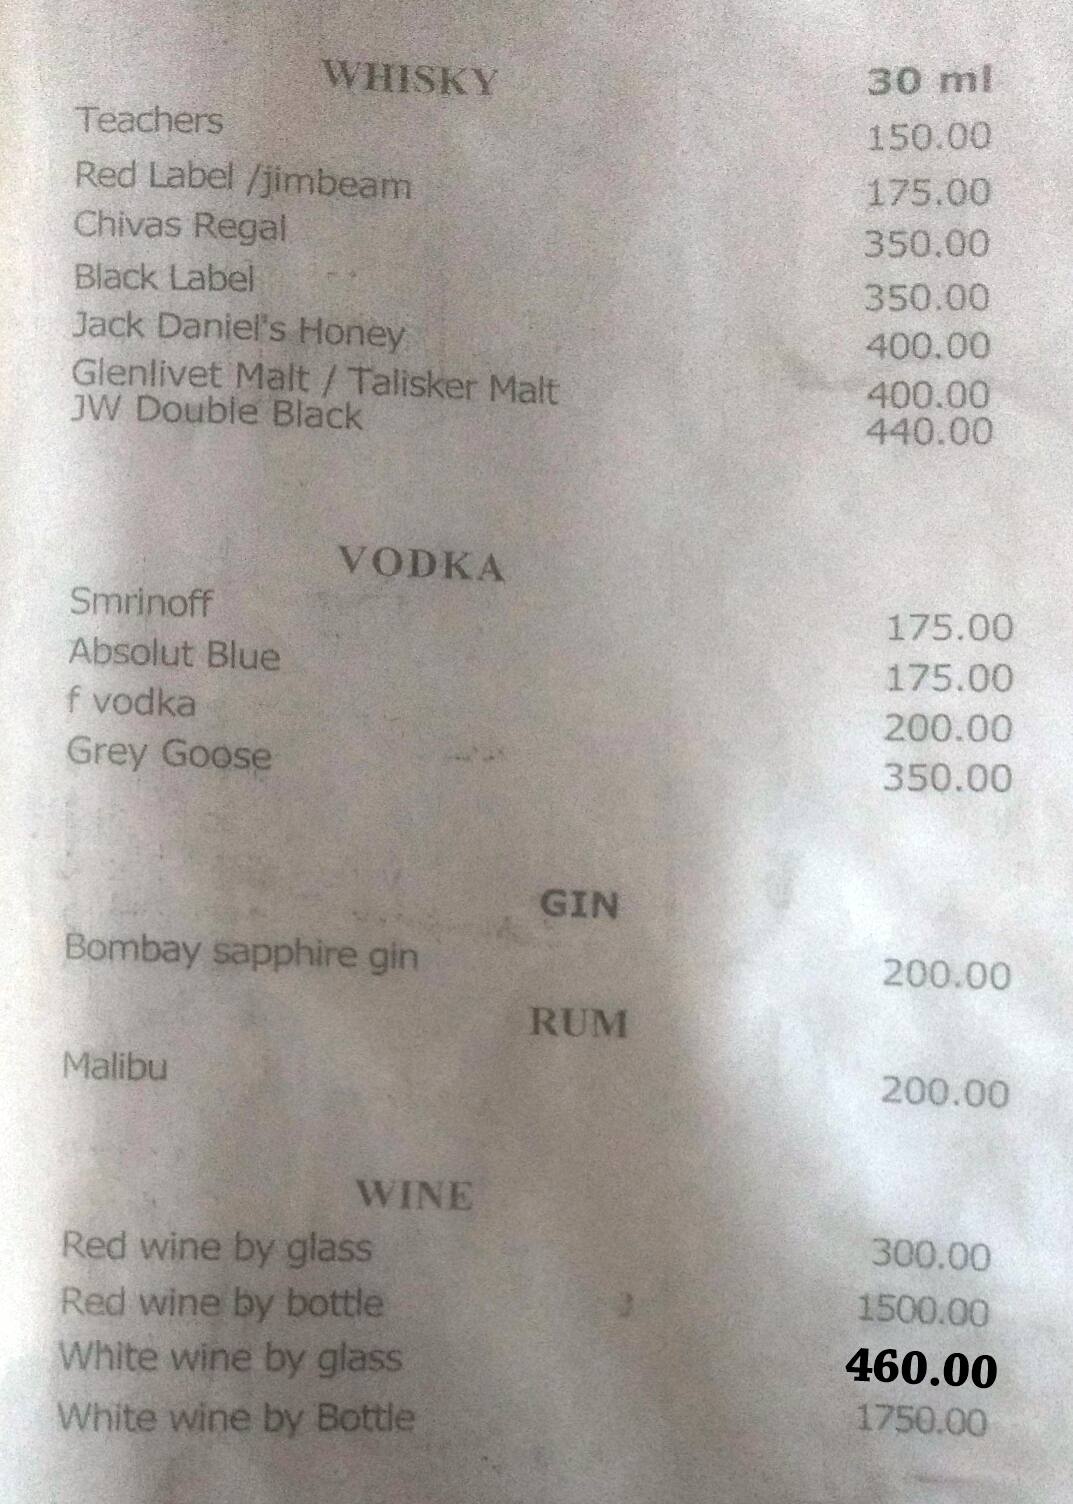 WHISKY 30 ml
Teachers 150.00
Red Label /jimbeam 175.00
Chivas Regal 350.00
Black Label 350.00
Jack Daniel's Honey 400.00
Glenlivet Malt / Talisker Malt 400.00
JW Double Black 440.00
VODKA
Smrinoff 175.00
Absolut Blue 175.00
f vodka 200.00
Grey Goose 350.00
GIN
Bombay sapphire gin 200.00
RUM
Malibu 200.00
WINE
Red wine by glass 300.00
Red wine by bottle 1500.00
White wine by glass 460.00
White wine by Bottle 1750.00